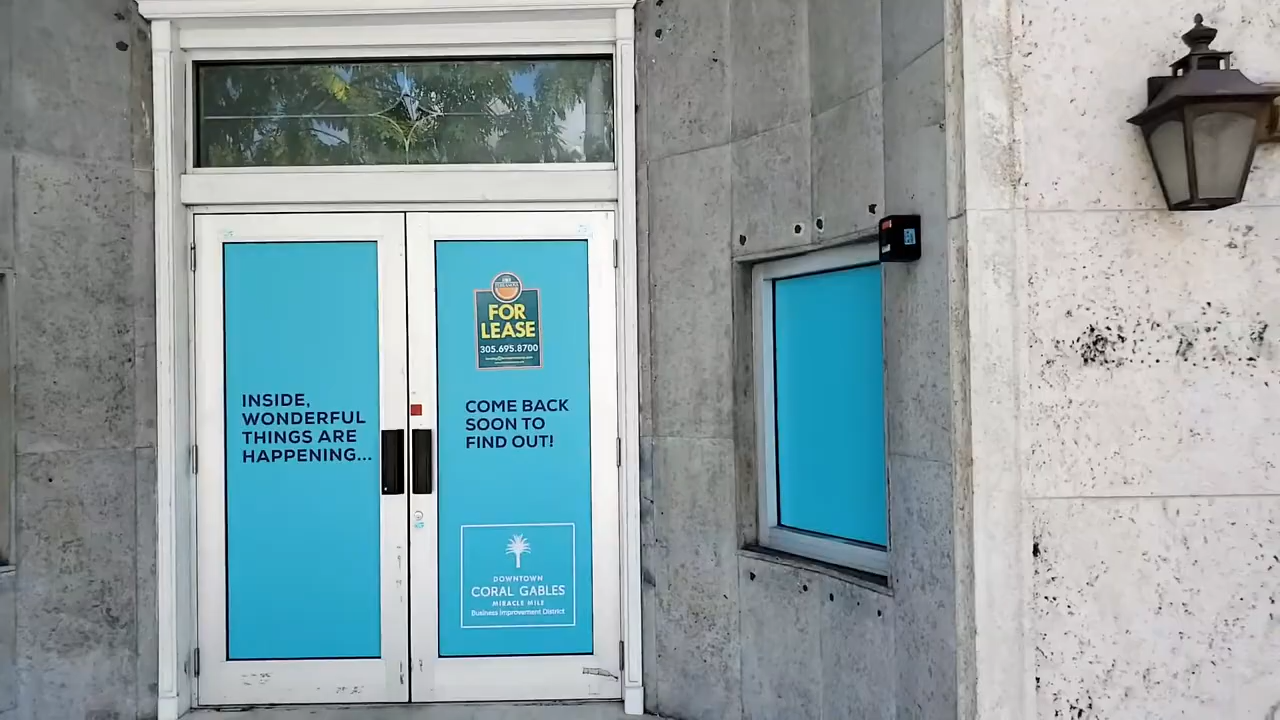 FOR
LEASE
305.695.8700
INSIDE,
WONDERFUL
THINGS ARE
HAPPENING...
COME BACK
SOON TO
FIND OUT!
DOWNTOWN
CORAL GABLES
MIRACLE MILE
Business Improvement District